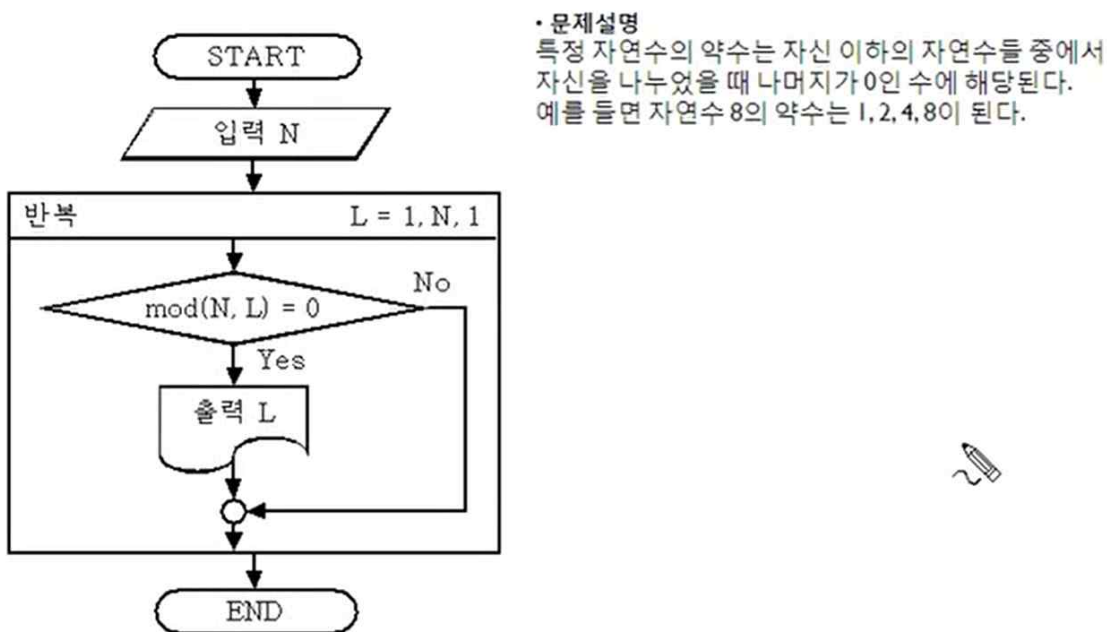 START
입력 N
반복 L = 1, N, 1
mod(N, L) = 0
No
Yes
출력 L
END
• 문제설명
특정 자연수의 약수는 자신 이하의 자연수들 중에서
자신을 나누었을 때 나머지가 0인 수에 해당된다.
예를 들면 자연수 8의 약수는 1, 2, 4, 8이 된다.